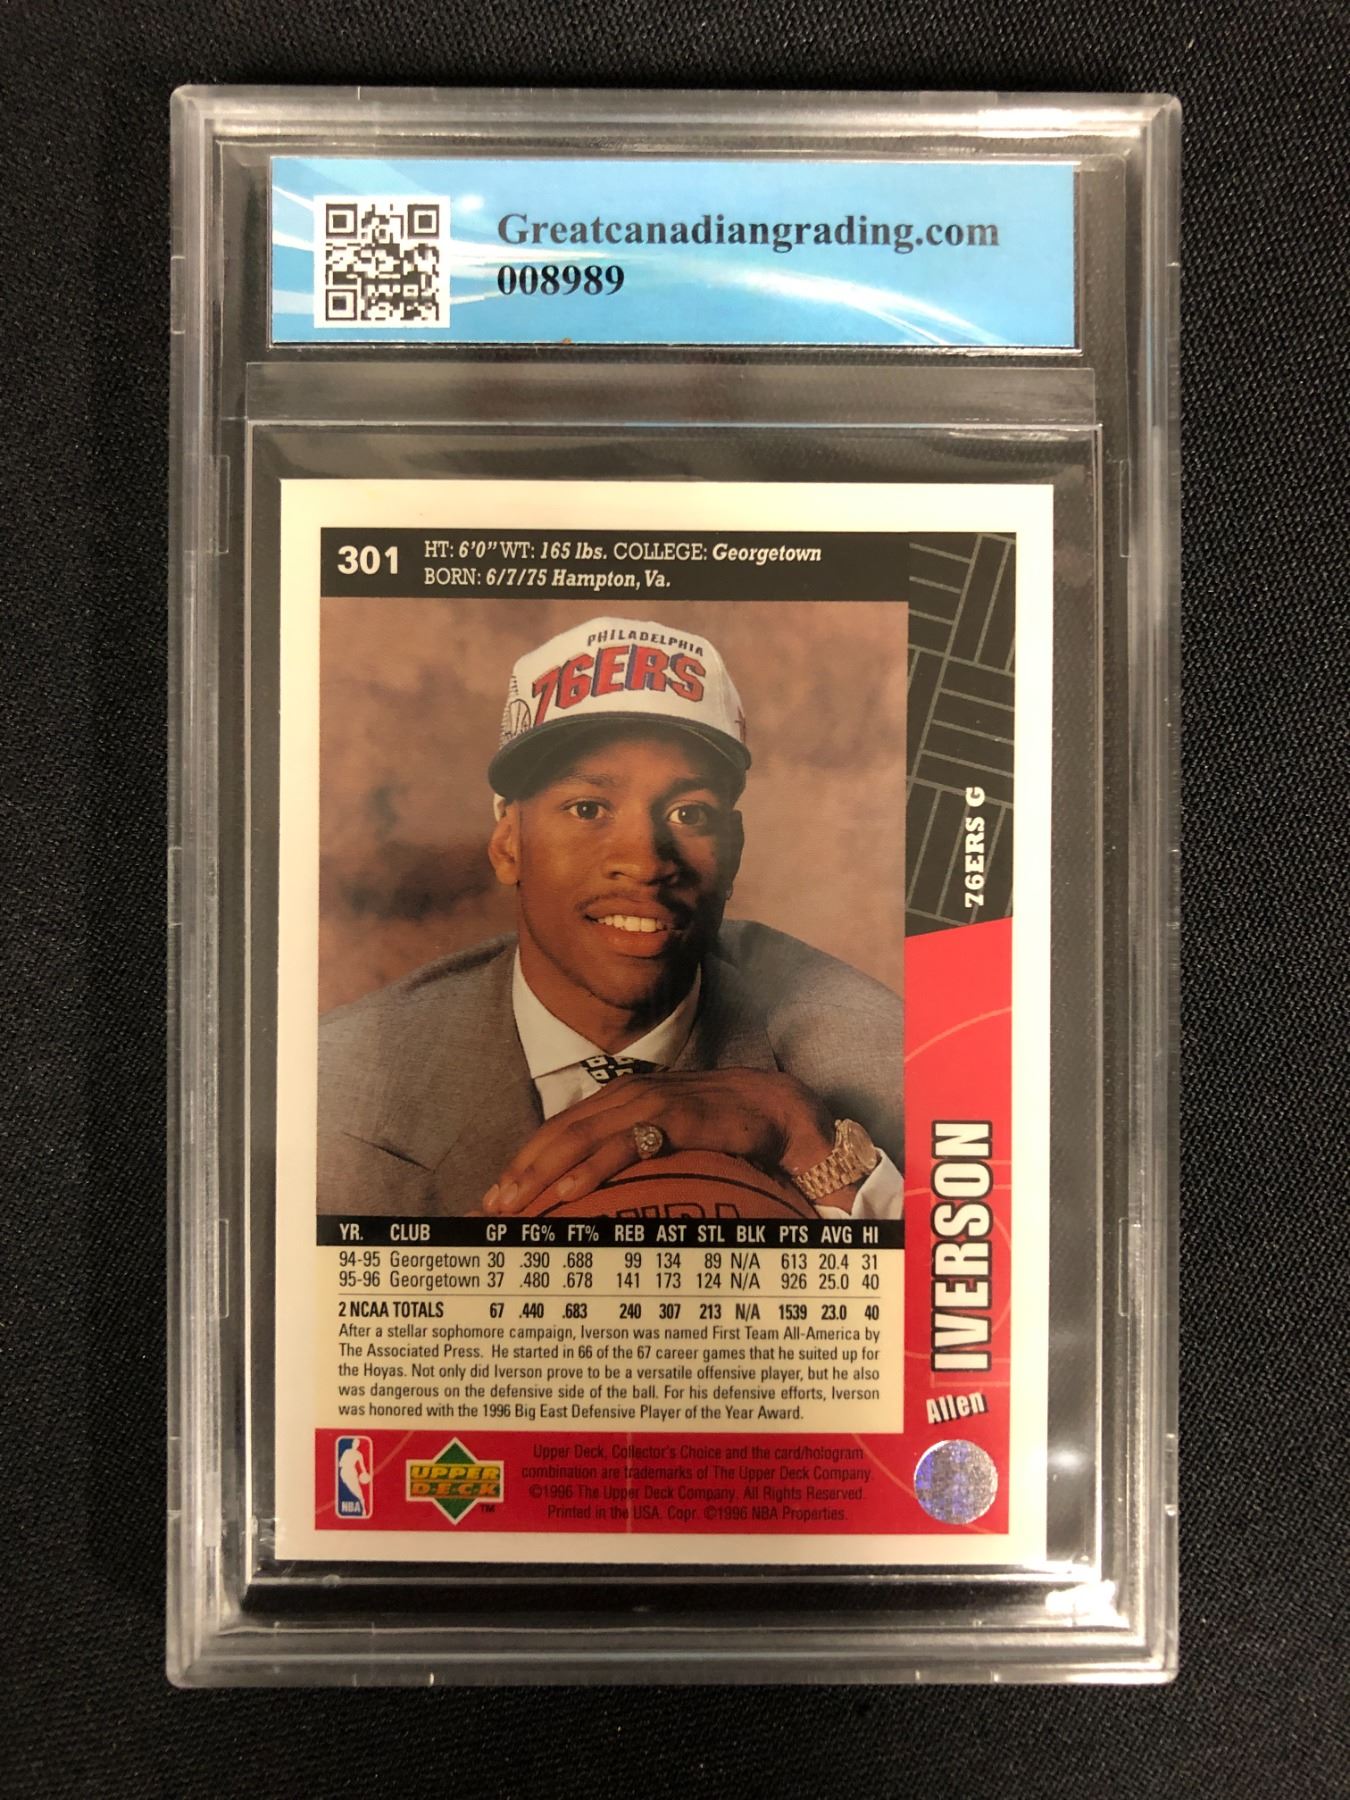 Greatcanadiangrading.com
008989
301
HT: 6'0" WT: 165 lbs. COLLEGE: Georgetown
BORN: 6/7/75 Hampton, Va.
PHILADELPHIA
76ERS
76ERS G
NBA
YR. CLUB GP FG% FT% REB AST STL BLK PTS AVG HI
94-95 Georgetown 30 .390 .688 99 134 89 N/A 613 20.4 31
95-96 Georgetown 37 .480 .678 141 173 124 N/A 926 25.0 40
2 NCAA TOTALS 67 .440 .683 240 307 213 N/A 1539 23.0 40
After a stellar sophomore campaign, Iverson was named First Team All-America by
The Associated Press. He started in 66 of the 67 career games that he suited up for
the Hoyas. Not only did Iverson prove to be a versatile offensive player, but he also
was dangerous on the defensive side of the ball. For his defensive efforts, Iverson
was honored with the 1996 Big East Defensive Player of the Year Award.
Allen
IVERSON
NBA
UPPER
D·E·C·K
TM
Upper Deck, Collector's Choice and the card/hologram
combination are trademarks of The Upper Deck Company.
©1996 The Upper Deck Company. All Rights Reserved.
Printed in the USA. Copr. ©1996 NBA Properties.